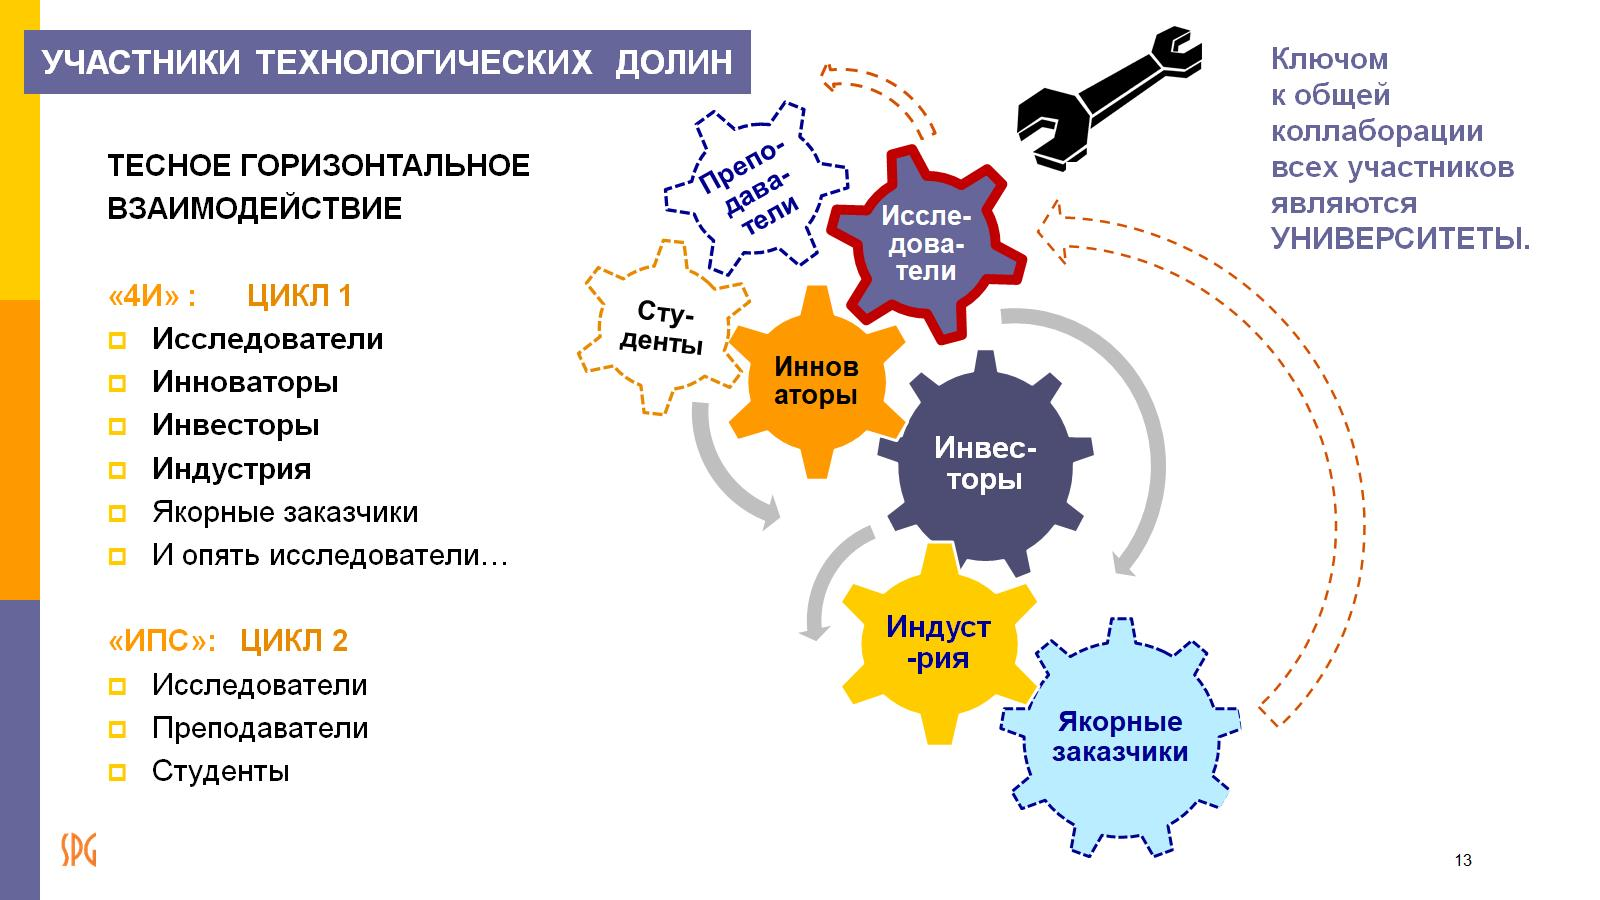 УЧАСТНИКИ ТЕХНОЛОГИЧЕСКИХ ДОЛИН
ТЕСНОЕ ГОРИЗОНТАЛЬНОЕ
ВЗАИМОДЕЙСТВИЕ
«4И» : ЦИКЛ 1
Исследователи
Инноваторы
Инвесторы
Индустрия
Якорные заказчики
И опять исследователи…
«ИПС»: ЦИКЛ 2
Исследователи
Преподаватели
Студенты
SPG
Препо-
дава-
тели
Иссле-
дова-
тели
Сту-
денты
Иннов
аторы
Инвес-
торы
Индуст
-рия
Якорные
заказчики
Ключом
к общей
коллаборации
всех участников
являются
УНИВЕРСИТЕТЫ.
13